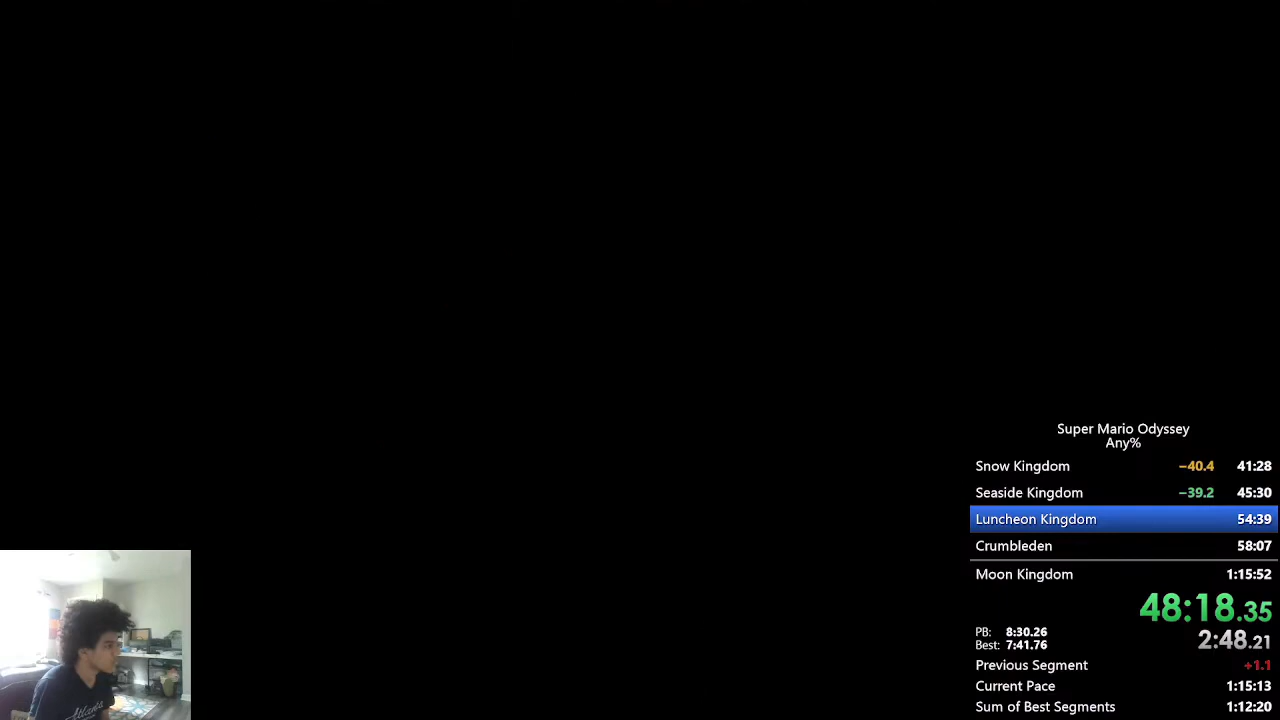 Super Mario Odyssey
Any%
Snow Kingdom −40.4 41:28
Seaside Kingdom −39.2 45:30
Luncheon Kingdom 54:39
Crumbleden 58:07
Moon Kingdom 1:15:52
48:18.35
PB: 8:30.26
Best: 7:41.76
2:48.21
Previous Segment +1.1
Current Pace 1:15:13
Sum of Best Segments 1:12:20